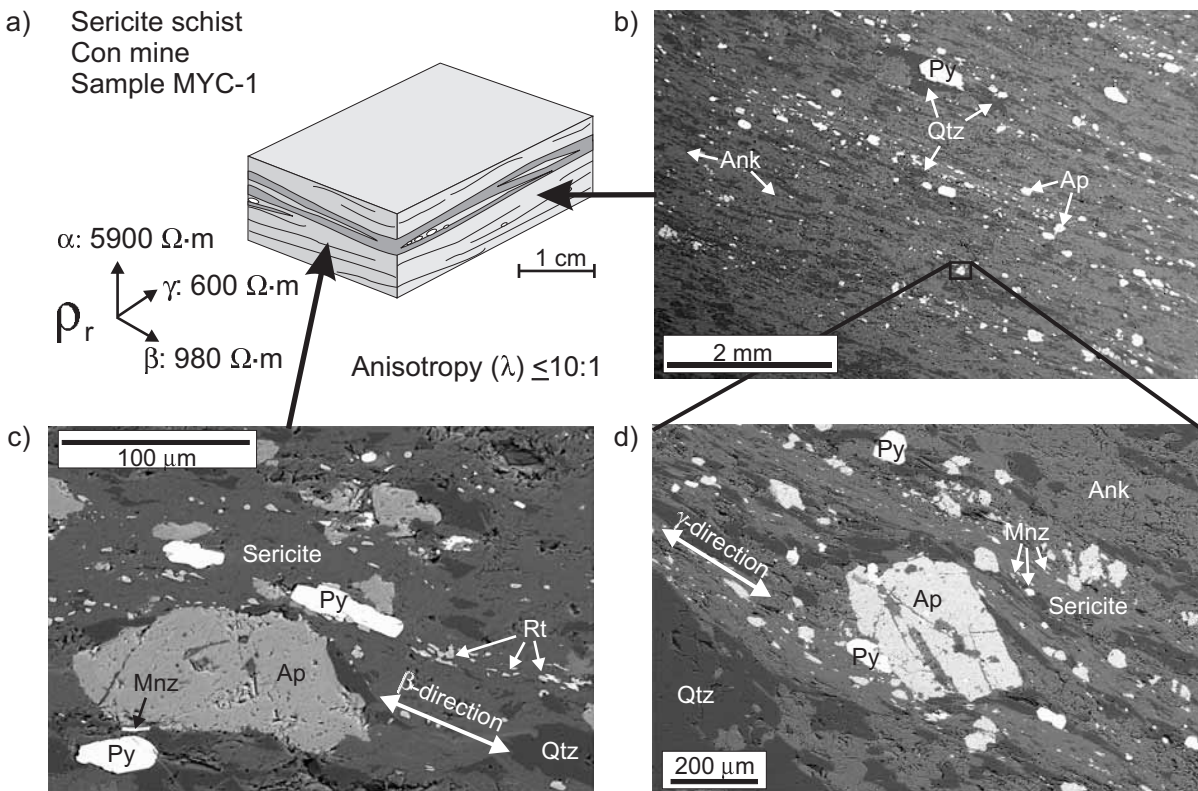 a)
Sericite schist
Con mine
Sample MYC-1
α: 5900 Ω·m
γ: 600 Ω·m
ρr
β: 980 Ω·m
1 cm
Anisotropy (λ) ≤10:1
b)
Py
Qtz
Ank
Ap
2 mm
c)
100 μm
Sericite
Py
Rt
Ap
Mnz
β-direction
Py
Qtz
d)
Py
Ank
γ-direction
Mnz
Ap
Sericite
Py
Qtz
200 μm